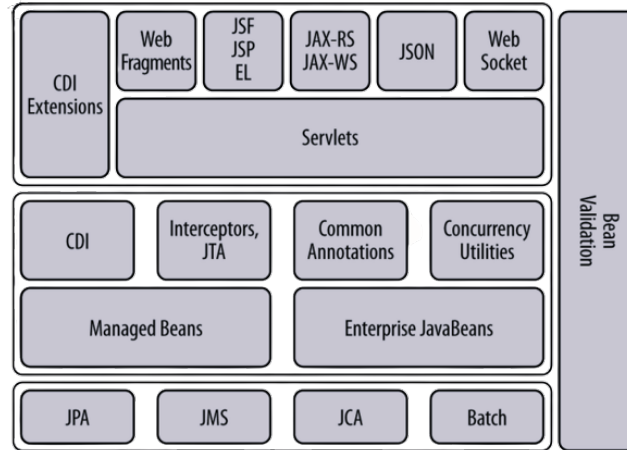 CDI
Extensions
Web
Fragments
JSF
JSP
EL
JAX-RS
JAX-WS
JSON
Web
Socket
Servlets
CDI
Interceptors,
JTA
Common
Annotations
Concurrency
Utilities
Managed Beans
Enterprise JavaBeans
JPA
JMS
JCA
Batch
Bean
Validation